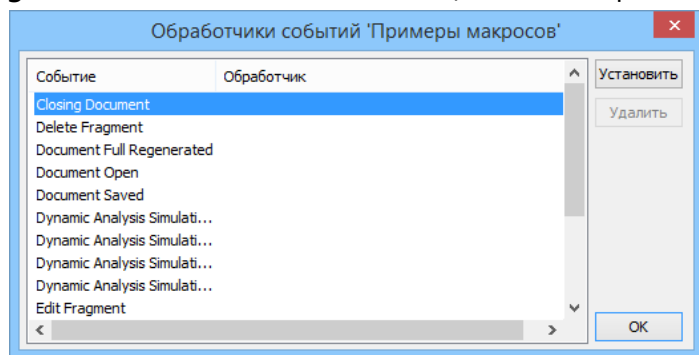 Обработчики событий 'Примеры макросов'
Событие Обработчик
Установить
Closing Document
Удалить
Delete Fragment
Document Full Regenerated
Document Open
Document Saved
Dynamic Analysis Simulati...
Dynamic Analysis Simulati...
Dynamic Analysis Simulati...
Dynamic Analysis Simulati...
Edit Fragment
OK